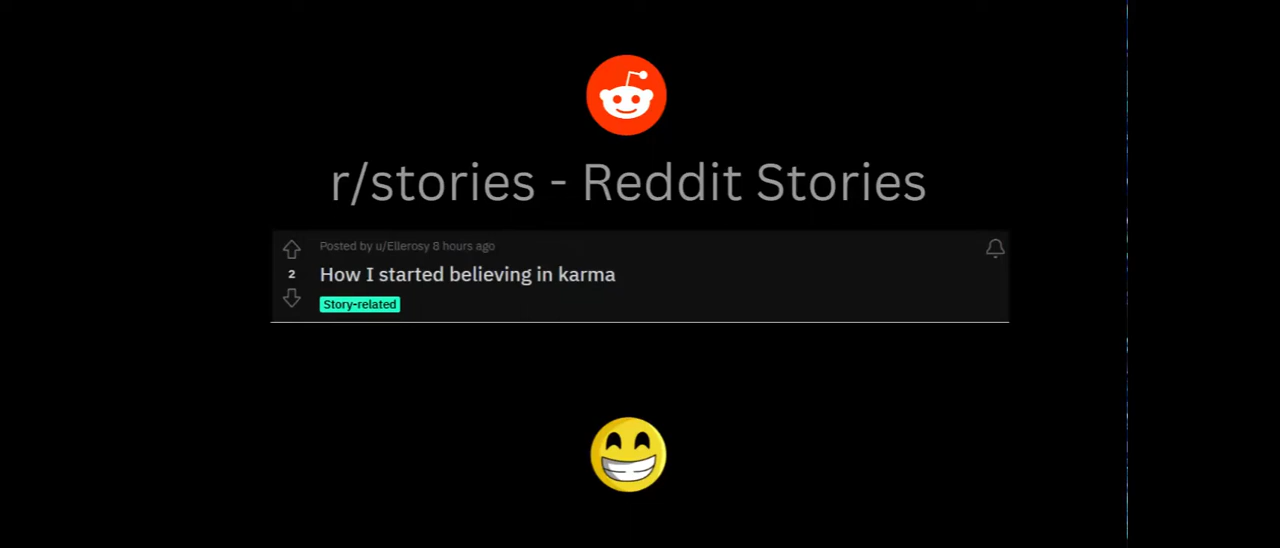 r/stories - Reddit Stories
Posted by u/Ellerosy 8 hours ago
2
How I started believing in karma
Story-related